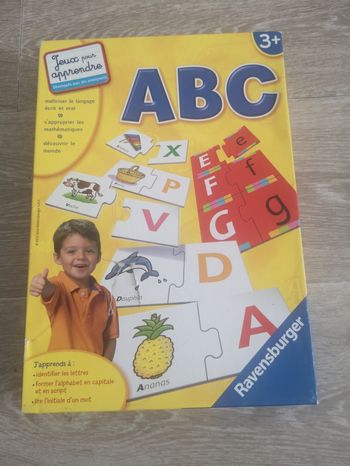 Jeux pour
apprendre
3+
ABC
maîtriser le langage
écrit et oral
s'approprier les
mathématiques
découvrir le
monde
X
P
Vache
V
E
e
F
f
G
g
Dauphin
D
Ananas
A
J'apprends à :
• identifier les lettres
• former l'alphabet en capitale
et en script
• lire l'initiale d'un mot
Ravensburger